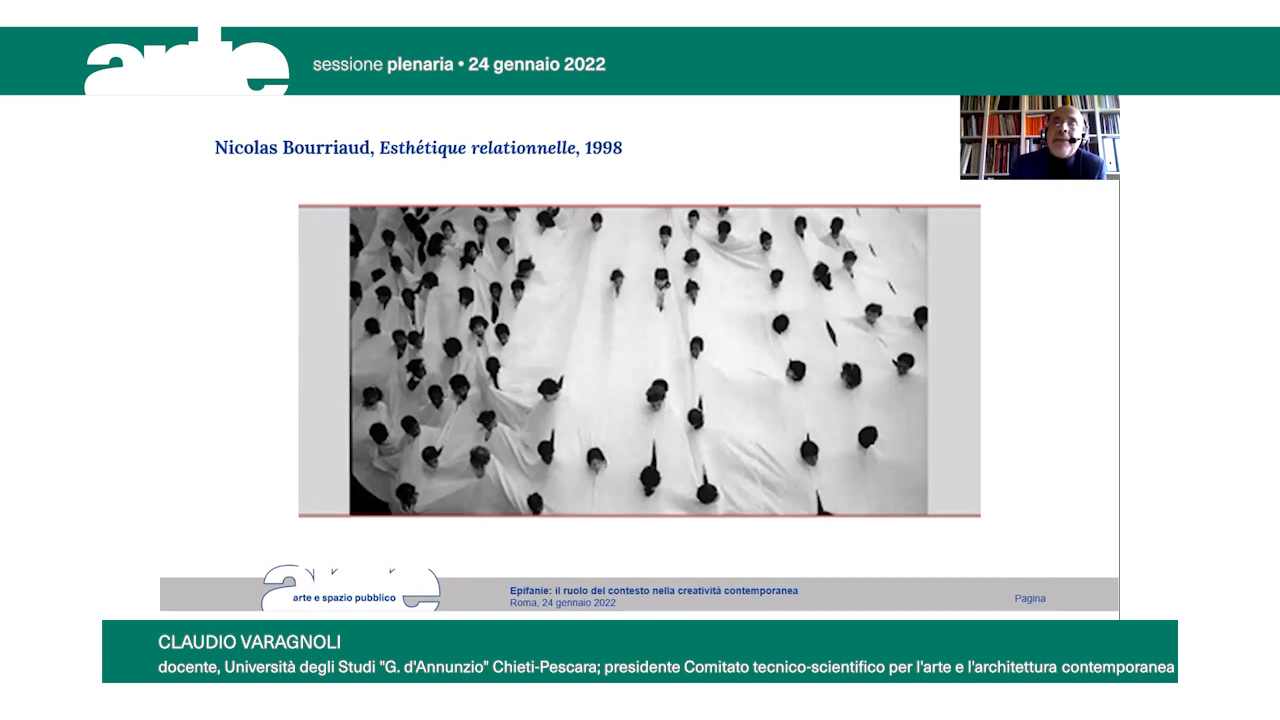 arte
sessione plenaria • 24 gennaio 2022
Nicolas Bourriaud, Esthétique relationnelle, 1998
arte e spazio pubblico
Epifanie: il ruolo del contesto nella creatività contemporanea
Roma, 24 gennaio 2022
Pagina
CLAUDIO VARAGNOLI
docente, Università degli Studi "G. d'Annunzio" Chieti-Pescara; presidente Comitato tecnico-scientifico per l'arte e l'architettura contemporanea